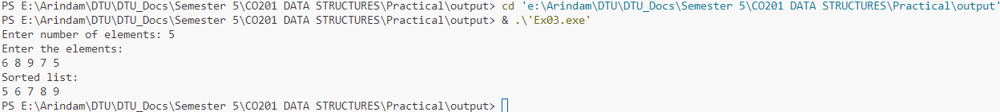 PS E:\Arindam\DTU\DTU_Docs\Semester 5\CO201 DATA STRUCTURES\Practical\output> cd 'e:\Arindam\DTU\DTU_Docs\Semester 5\CO201 DATA STRUCTURES\Practical\output'
PS E:\Arindam\DTU\DTU_Docs\Semester 5\CO201 DATA STRUCTURES\Practical\output> & .\'Ex03.exe'
Enter number of elements: 5
Enter the elements:
6 8 9 7 5
Sorted list:
5 6 7 8 9
PS E:\Arindam\DTU\DTU_Docs\Semester 5\CO201 DATA STRUCTURES\Practical\output>